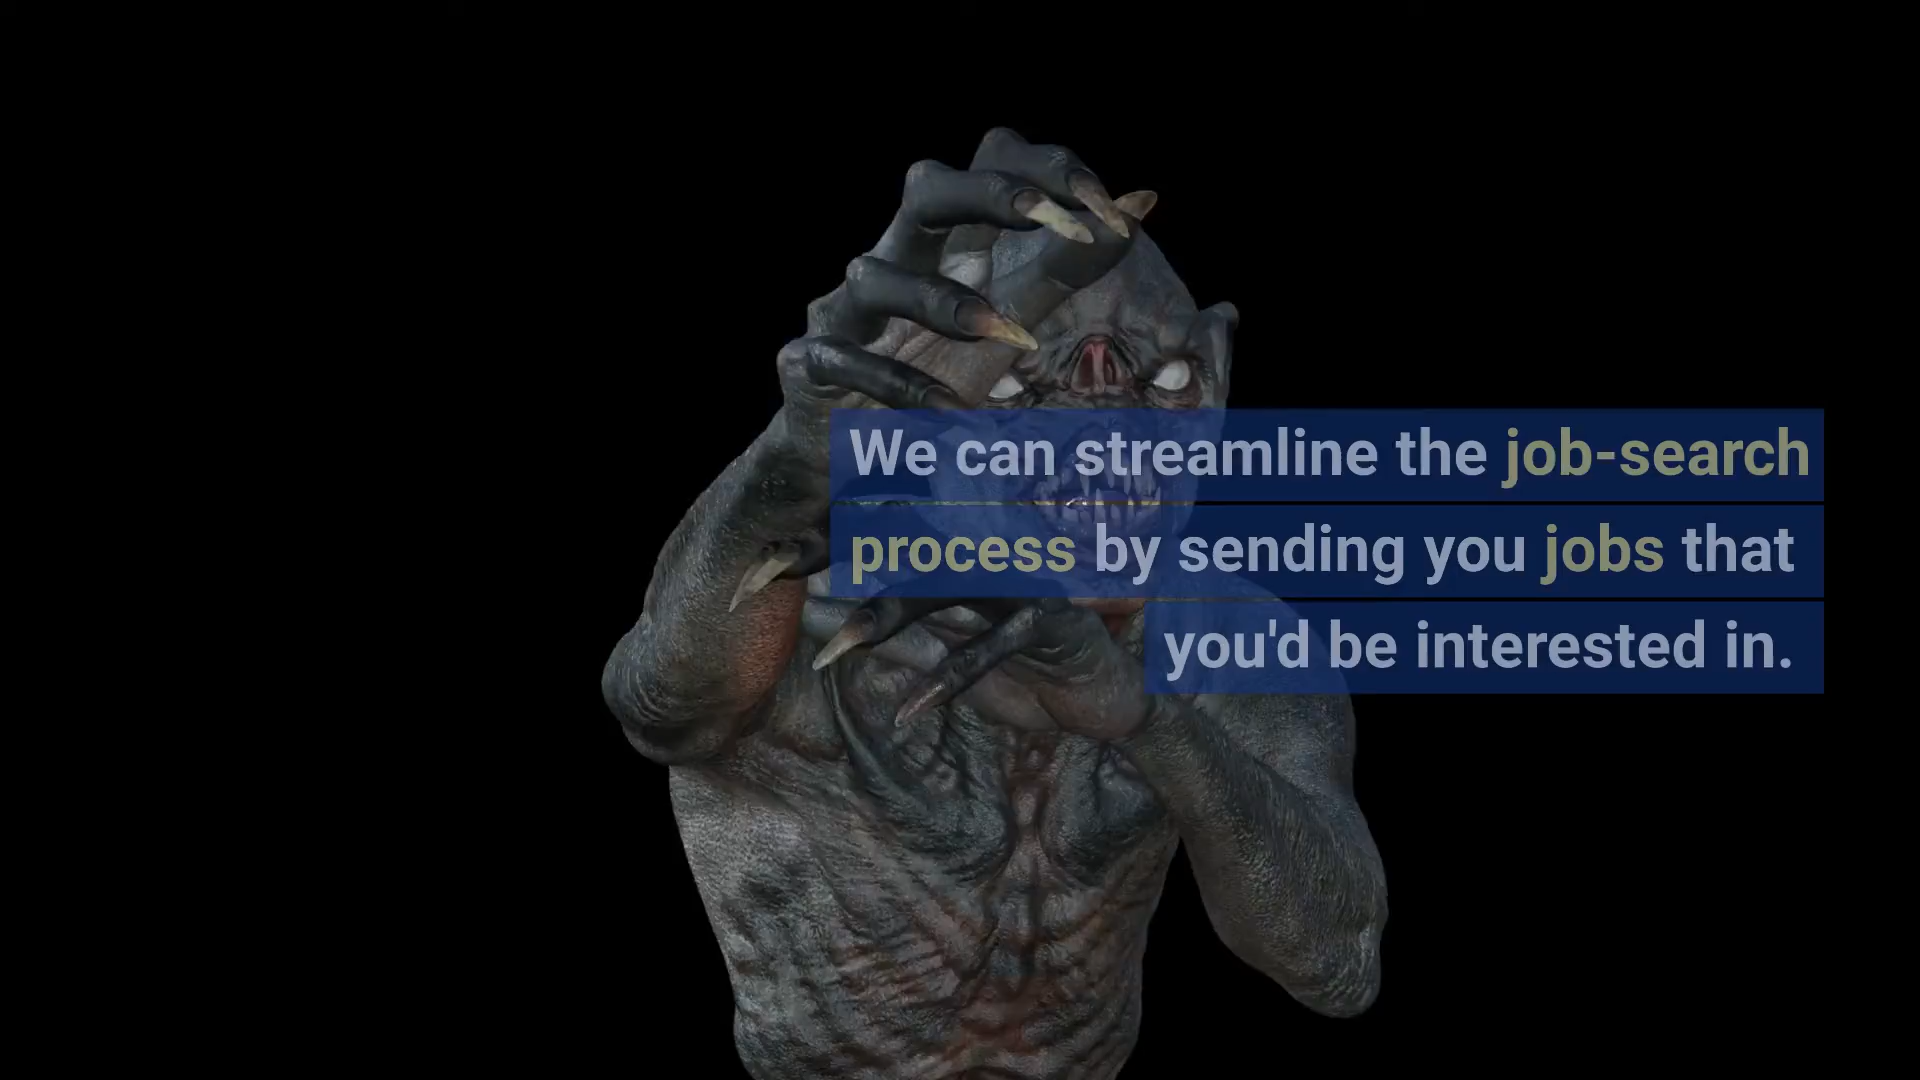 We can streamline the job-search
process by sending you jobs that
you'd be interested in.